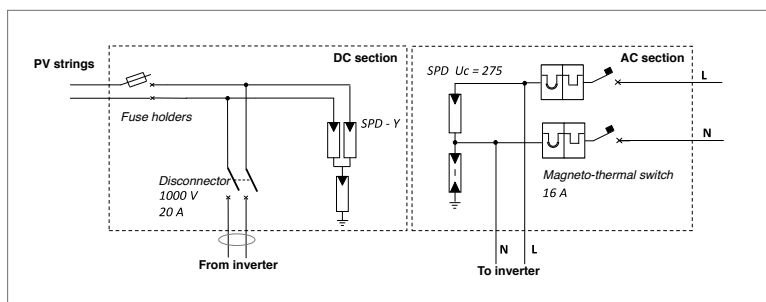 PV strings
DC section
Fuse holders
SPD - Y
Disconnector
1000 V
20 A
From inverter
AC section
SPD Uc = 275
L
N
Magneto-thermal switch
16 A
N
L
To inverter